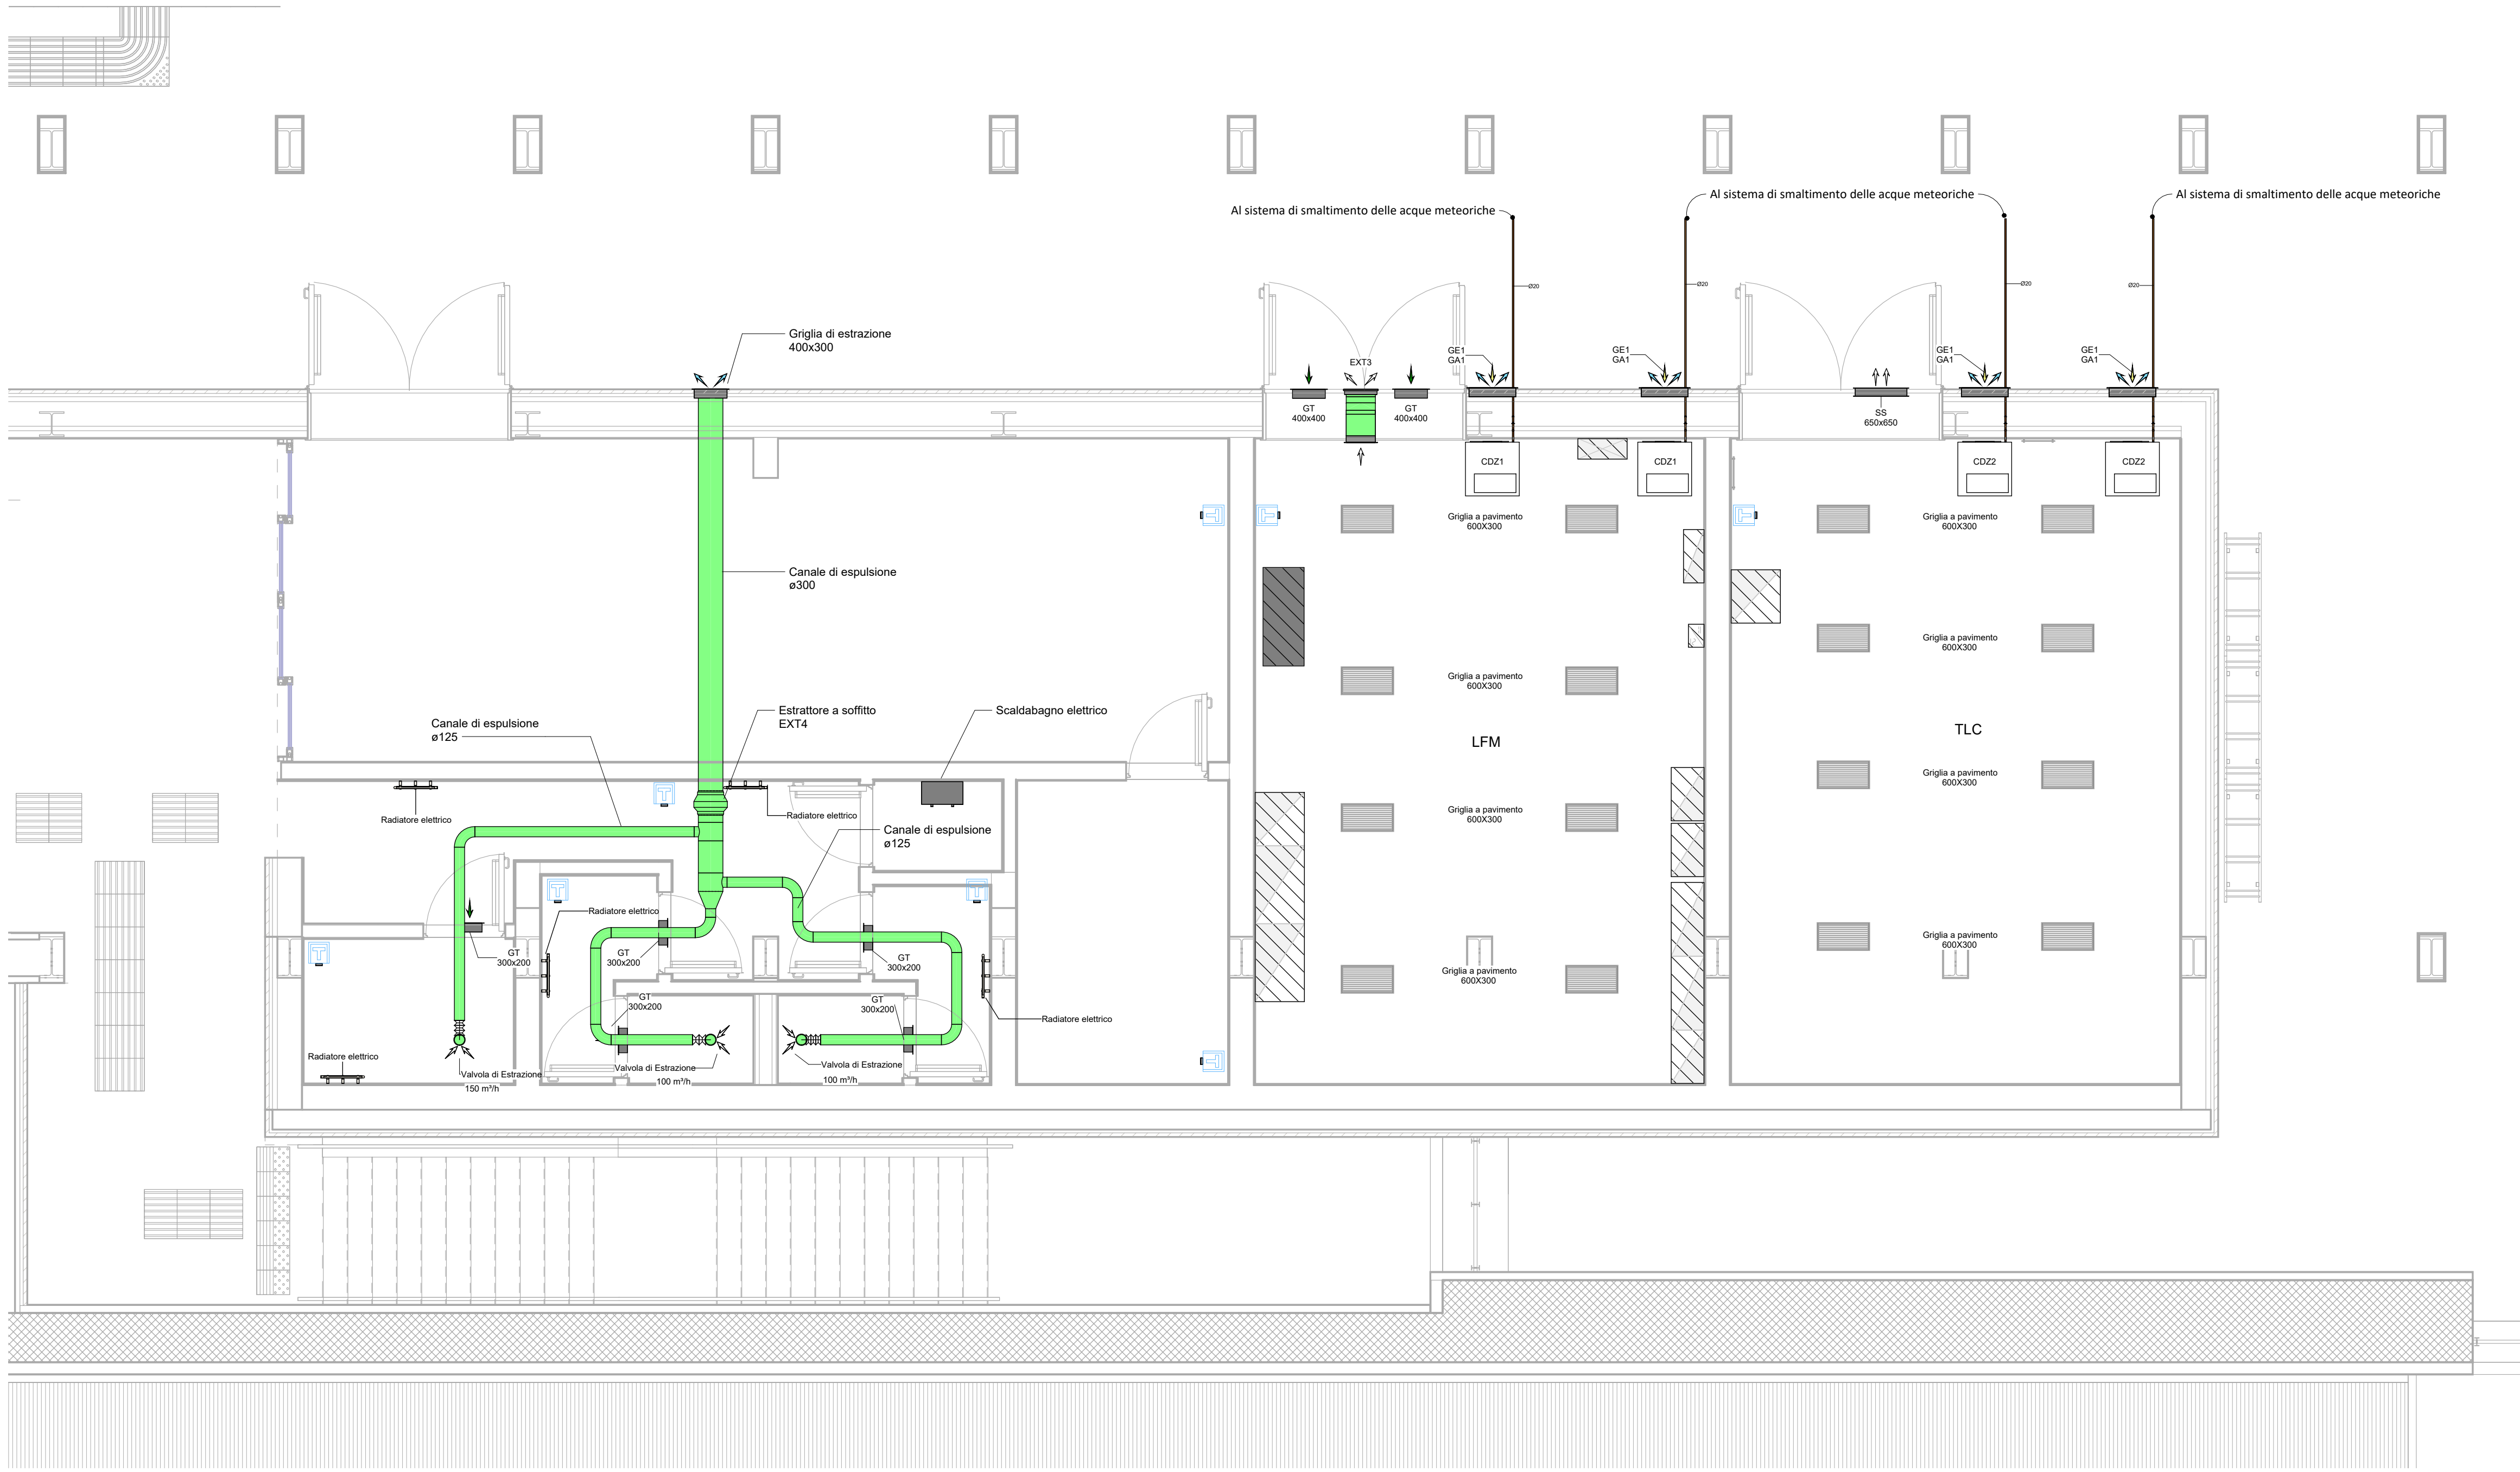 Al sistema di smaltimento delle acque meteoriche
Al sistema di smaltimento delle acque meteoriche
Al sistema di smaltimento delle acque meteoriche
Ø20
Ø20
Ø20
Ø20
Griglia di estrazione
400x300
EXT3
GE1
GA1
GE1
GA1
GE1
GA1
GE1
GA1
GT
400x400
GT
400x400
SS
650x650
CDZ1
CDZ1
CDZ2
CDZ2
T
T
T
Griglia a pavimento
600X300
Griglia a pavimento
600X300
Canale di espulsione
ø300
Griglia a pavimento
600X300
Griglia a pavimento
600X300
Canale di espulsione
ø125
Estrattore a soffitto
EXT4
Scaldabagno elettrico
LFM
TLC
Griglia a pavimento
600X300
T
Radiatore elettrico
Radiatore elettrico
Griglia a pavimento
600X300
Canale di espulsione
ø125
T
T
Radiatore elettrico
Griglia a pavimento
600X300
T
GT
300x200
GT
300x200
GT
300x200
Griglia a pavimento
600X300
GT
300x200
GT
300x200
Radiatore elettrico
Radiatore elettrico
T
Valvola di Estrazione
150 m³/h
Valvola di Estrazione
100 m³/h
Valvola di Estrazione
100 m³/h